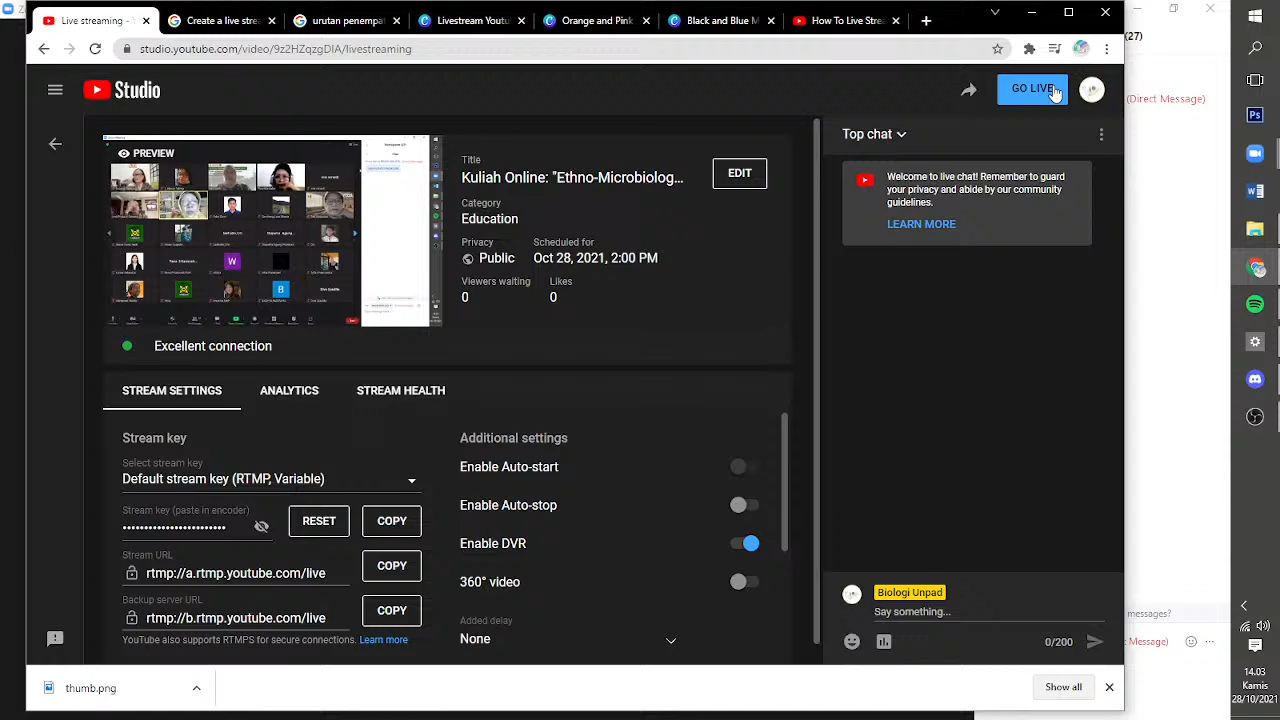 Live streaming -
Create a live strea
urutan penempat
Orange and Pink
Black and Blue M
How To Live Strea
(27)
studio.youtube.com/video/9z2HZqzgDIA/livestreaming
Studio
GO LIVE
(Direct Message)
PREVIEW
Title
Kuliah Online: "Ethno-Microbiolog...
EDIT
Category
Education
Privacy
Scheduled for
Public
Oct 28, 2021, 2:00 PM
Viewers waiting
Likes
0
0
Excellent connection
Top chat
Welcome to live chat! Remember to guard
your privacy and abide by our community
guidelines.
LEARN MORE
STREAM SETTINGS
ANALYTICS
STREAM HEALTH
Stream key
Select stream key
Default stream key (RTMP, Variable)
Stream key (paste in encoder)
RESET
COPY
Stream URL
rtmp://a.rtmp.youtube.com/live
COPY
Backup server URL
rtmp://b.rtmp.youtube.com/live
COPY
YouTube also supports RTMPS for secure connections. Learn more
Additional settings
Enable Auto-start
Enable Auto-stop
Enable DVR
360° video
Added delay
None
Biologi Unpad
Say something...
0/200
messages?
Message)
thumb.png
Show all
14.03
Kamis
28/10/2021